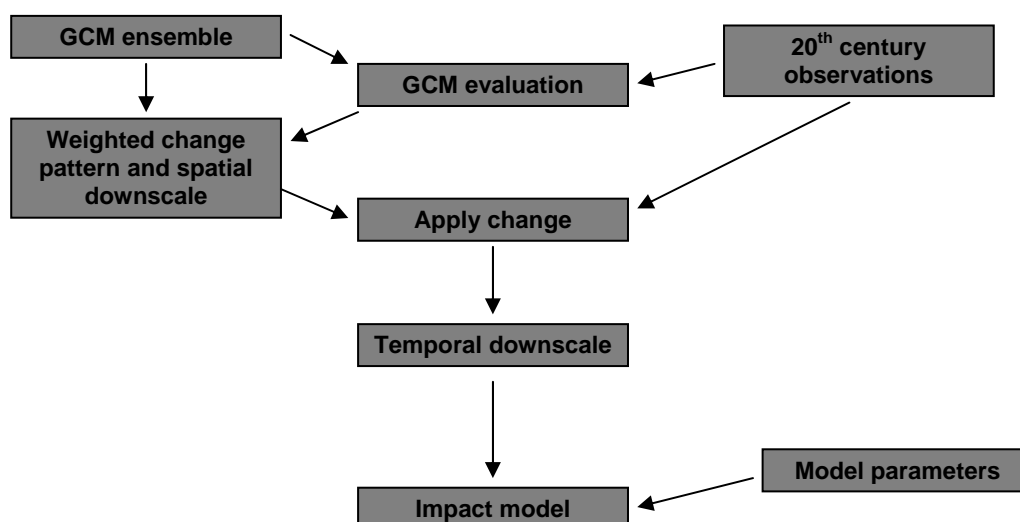 GCM ensemble
20th century
observations
GCM evaluation
Weighted change
pattern and spatial
downscale
Apply change
Temporal downscale
Model parameters
Impact model